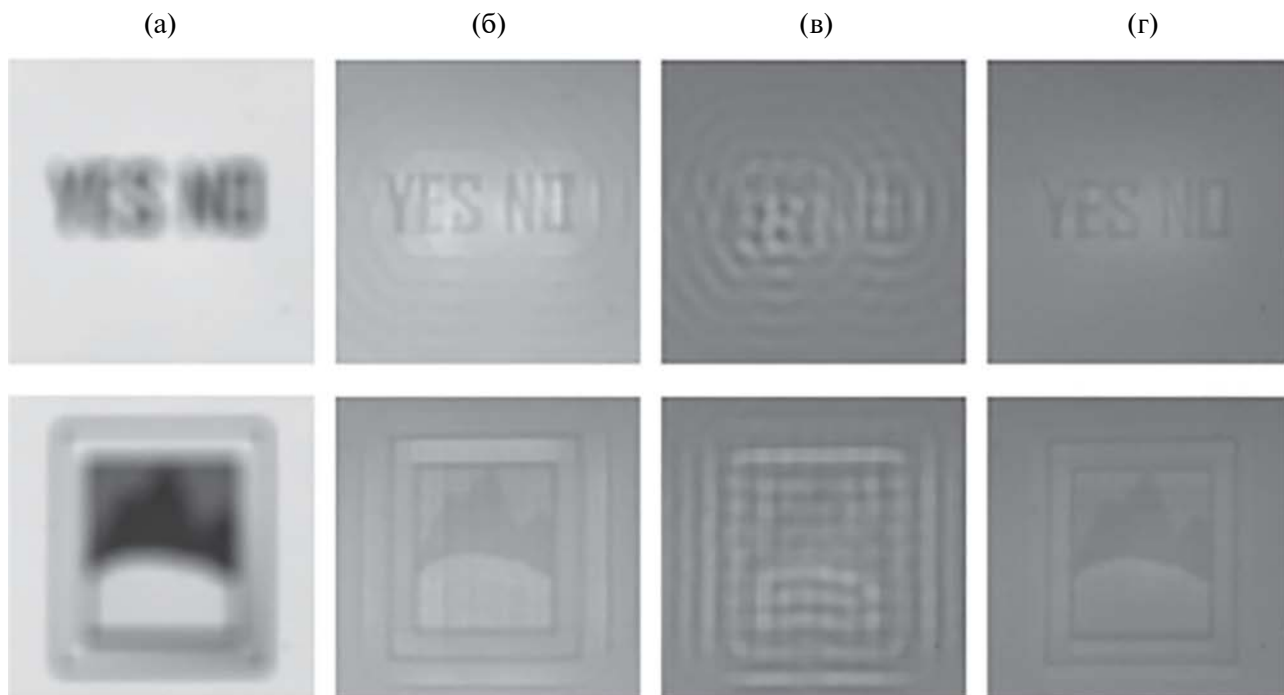 (а) (б) (в) (г)
YES NO YES NO YES NO